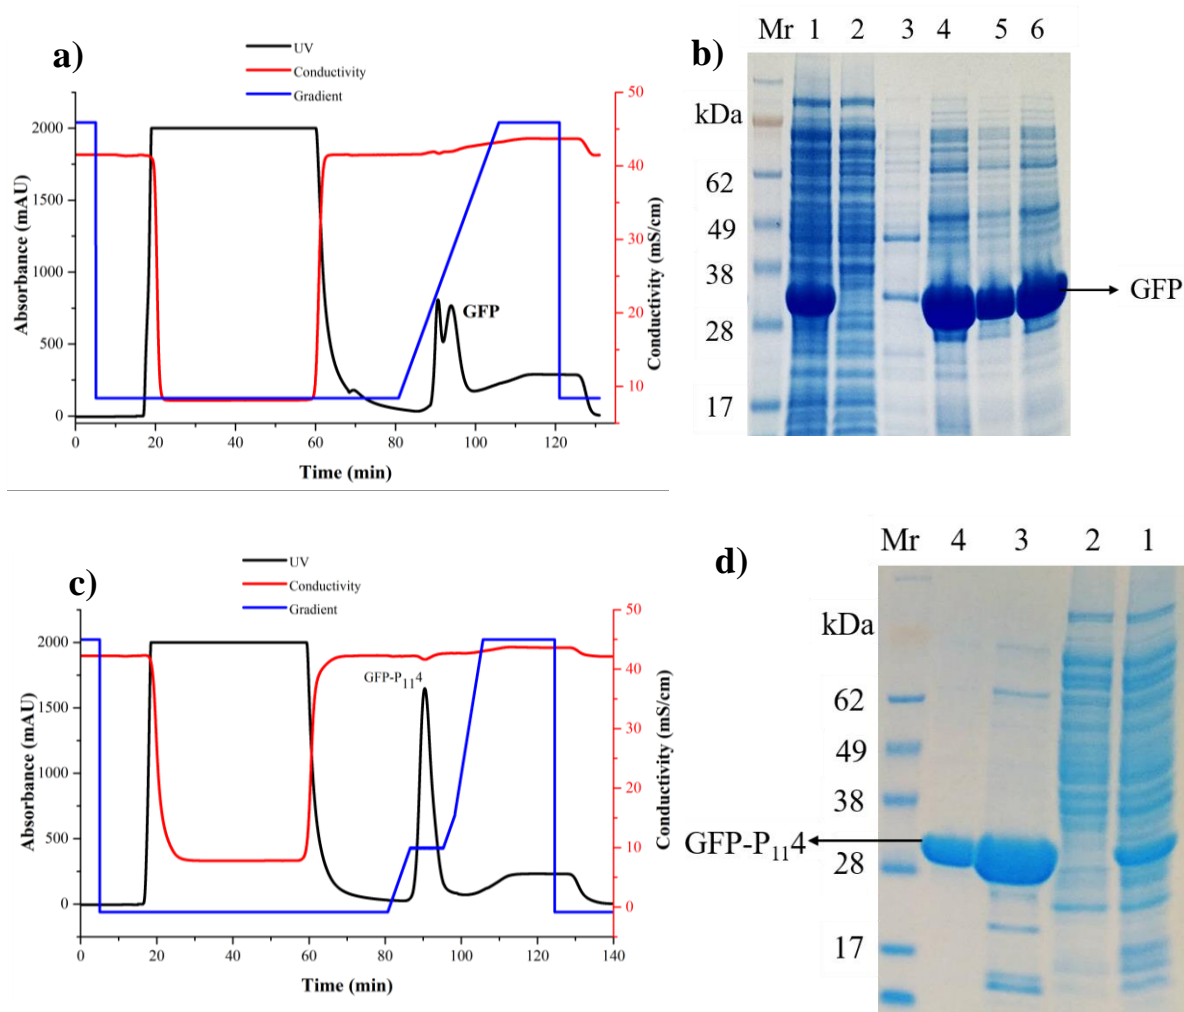 a)
UV
Conductivity
Gradient
2000
1500
1000
500
0
Absorbance (mAU)
50
40
30
20
10
Conductivity (mS/cm)
GFP
0 20 40 60 80 100 120
Time (min)
b)
Mr 1 2 3 4 5 6
kDa
62
49
38
28
17
GFP
c)
UV
Conductivity
Gradient
2000
1500
1000
500
0
Absorbance (mAU)
50
40
30
20
10
0
Conductivity (mS/cm)
GFP-P₁₁4
0 20 40 60 80 100 120 140
Time (min)
d)
Mr 4 3 2 1
kDa
62
49
38
28
17
GFP-P₁₁4